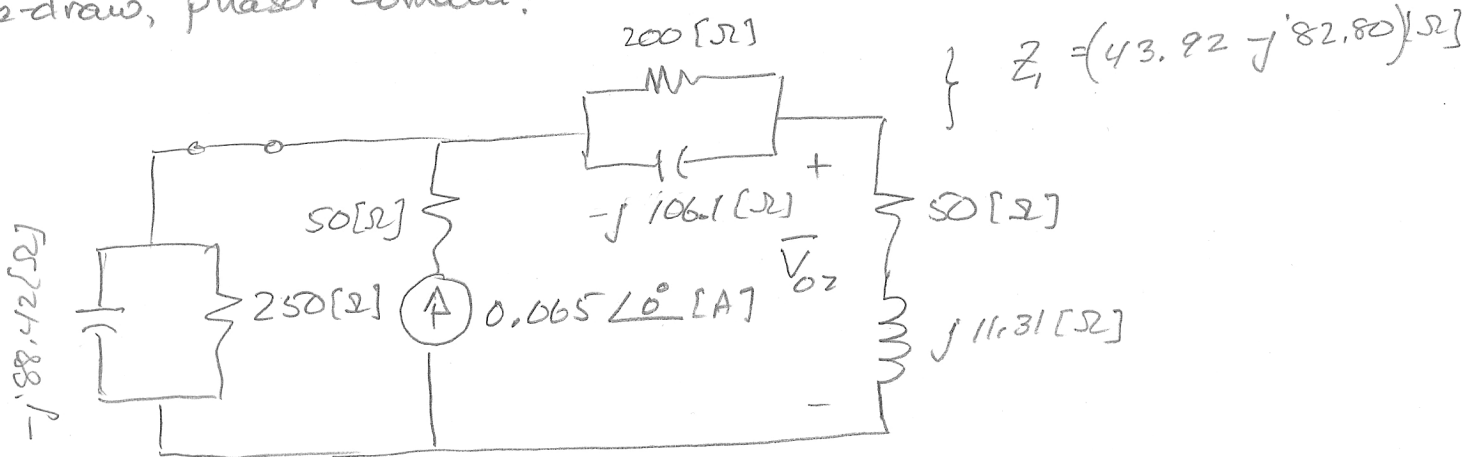 e-draw, phasor domain.
200 [Ω]
} Z₁ = (43.92 - j 82.80) [Ω]
-j 106.1 [Ω]
+
50 [Ω]
50 [Ω]
V̄o2
-j 88.42 [Ω]
250 [Ω]
0.065 ∠0° [A]
j 11.31 [Ω]
-